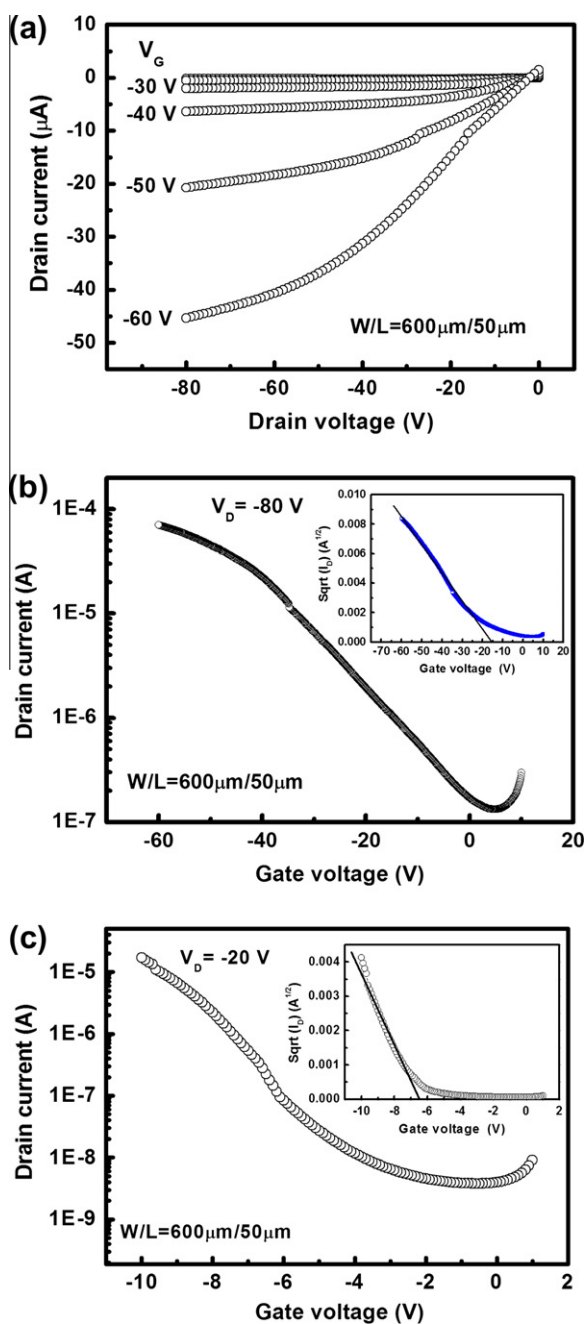 (a)
10
0
-10
-20
-30
-40
-50
Drain current (μA)
V_G
-30 V
-40 V
-50 V
-60 V
W/L=600μm/50μm
-80 -60 -40 -20 0
Drain voltage (V)
(b)
1E-4
1E-5
1E-6
1E-7
Drain current (A)
V_D= -80 V
W/L=600μm/50μm
-60 -40 -20 0 20
Gate voltage (V)
0.010
0.008
0.006
0.004
0.002
0.000
Sqrt (I_D) (A^1/2)
-70 -60 -50 -40 -30 -20 -10 0 10 20
Gate voltage (V)
(c)
1E-5
1E-6
1E-7
1E-8
1E-9
Drain current (A)
V_D= -20 V
W/L=600μm/50μm
-10 -8 -6 -4 -2 0 2
Gate voltage (V)
0.004
0.003
0.002
0.001
0.000
Sqrt (I_D) (A^1/2)
-10 -8 -6 -4 -2 0 2
Gate voltage (V)